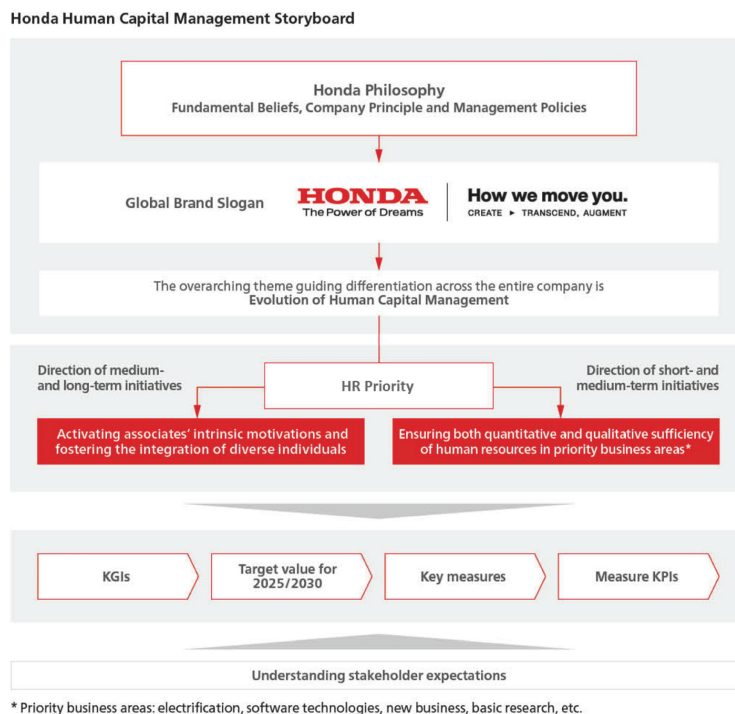 Honda Human Capital Management Storyboard
Honda Philosophy
Fundamental Beliefs, Company Principle and Management Policies
Global Brand Slogan
HONDA
The Power of Dreams
How we move you.
CREATE ► TRANSCEND, AUGMENT
The overarching theme guiding differentiation across the entire company is
Evolution of Human Capital Management
Direction of medium-
and long-term initiatives
HR Priority
Direction of short- and
medium-term initiatives
Activating associates’ intrinsic motivations and
fostering the integration of diverse individuals
Ensuring both quantitative and qualitative sufficiency
of human resources in priority business areas*
KGIs
Target value for
2025/2030
Key measures
Measure KPIs
Understanding stakeholder expectations
* Priority business areas: electrification, software technologies, new business, basic research, etc.